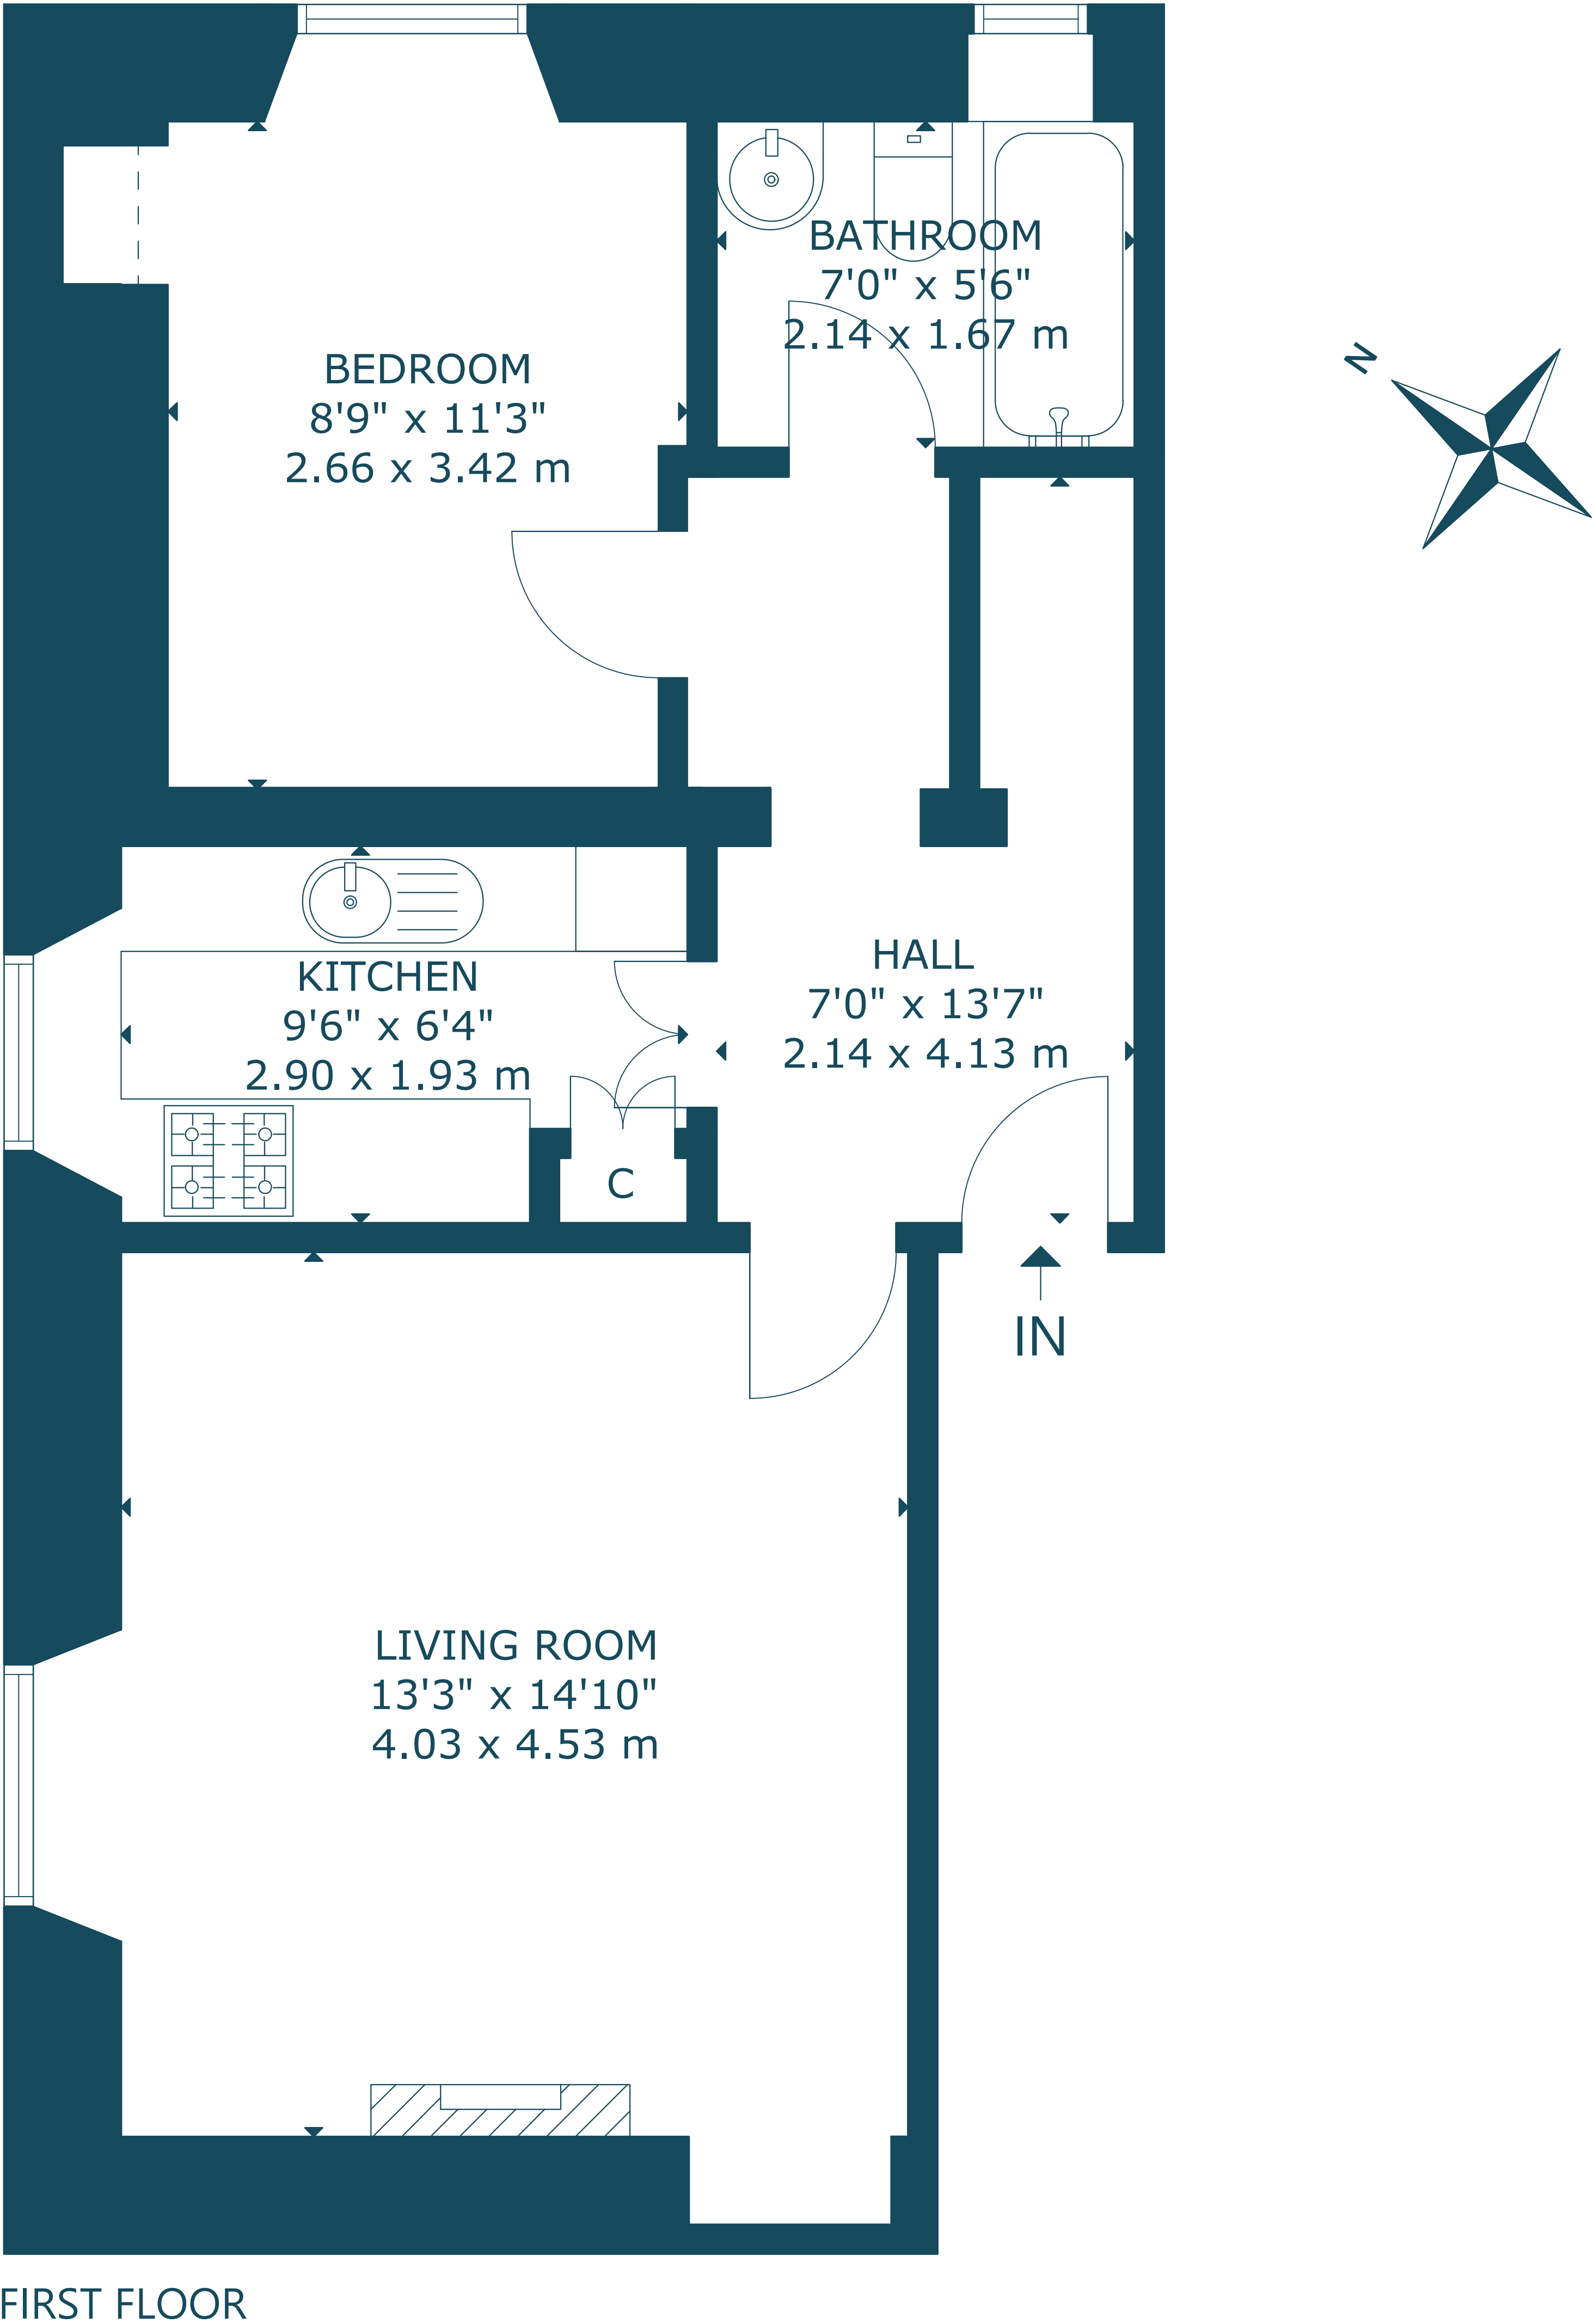 BATHROOM
7'0" x 5'6"
2.14 x 1.67 m
N
BEDROOM
8'9" x 11'3"
2.66 x 3.42 m
HALL
7'0" x 13'7"
2.14 x 4.13 m
KITCHEN
9'6" x 6'4"
2.90 x 1.93 m
C
IN
LIVING ROOM
13'3" x 14'10"
4.03 x 4.53 m
FIRST FLOOR